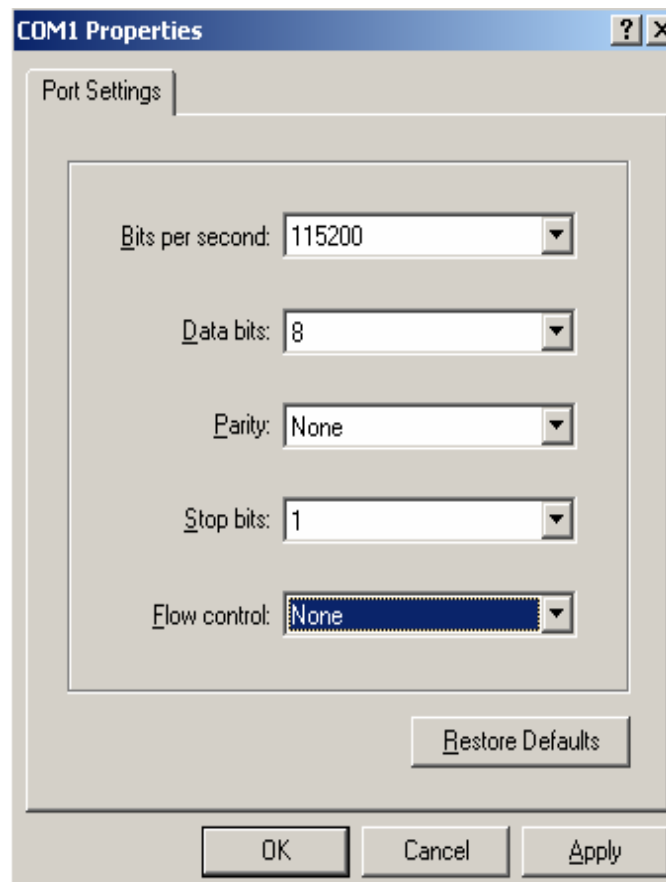 COM1 Properties
Port Settings
Bits per second: 115200
Data bits: 8
Parity: None
Stop bits: 1
Flow control: None
Restore Defaults
OK Cancel Apply